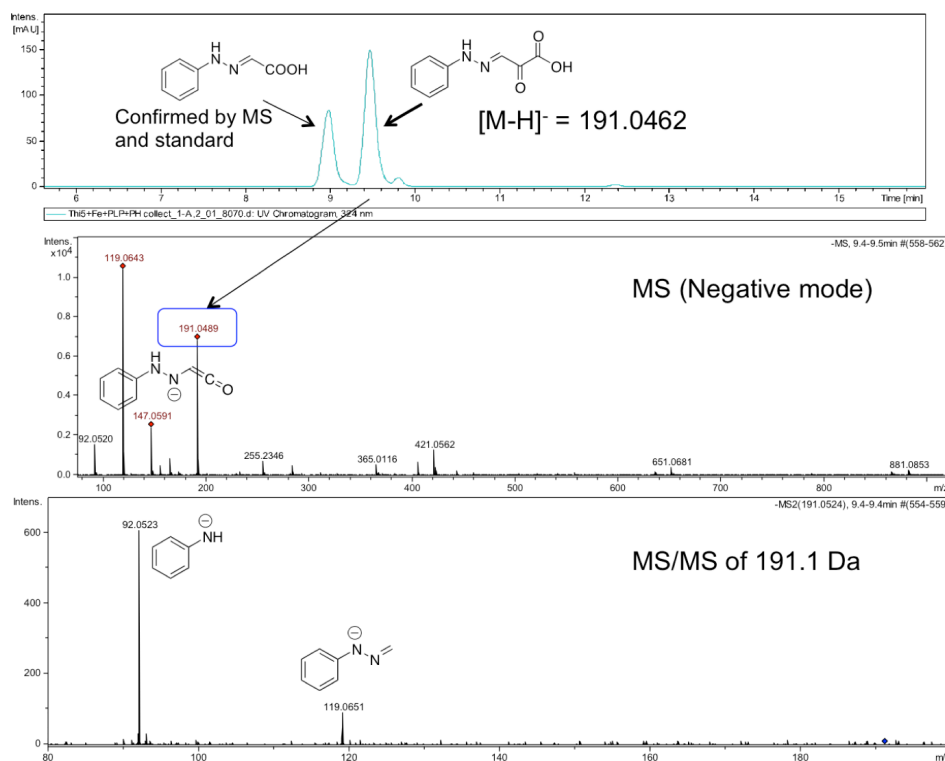 Intens.
[mAU]
150
100
50
0
H
N
N
COOH
Confirmed by MS
and standard
H
N
N
O
OH
O
[M-H]- = 191.0462
6 7 8 9 10 11 12 13 14 15 Time [min]
Thi5+Fe+PLP+PH collect_1-A,2_01_8070.d: UV Chromatogram, 324 nm
Intens.
x10⁴
1.0
0.8
0.6
0.4
0.2
0.0
-MS, 9.4-9.5min #(558-562
MS (Negative mode)
119.0643
191.0489
H
N
N
C
O
147.0591
92.0520
255.2346
365.0116
421.0562
651.0681
881.0853
100 200 300 400 500 600 700 800 m/z
Intens.
600
400
200
0
-MS2(191.0524), 9.4-9.4min #(554-559
MS/MS of 191.1 Da
92.0523
NH
N
N
119.0651
80 100 120 140 160 180 m/z